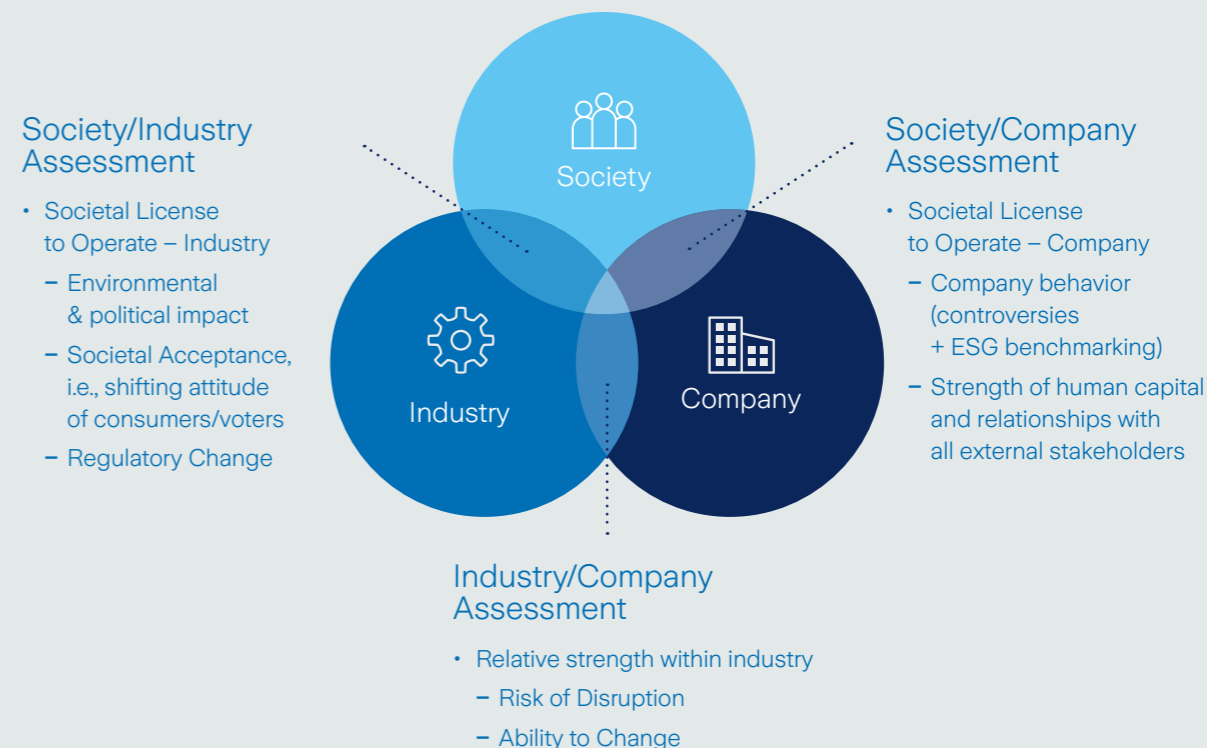 Society
Society/Industry
Assessment
• Societal License
to Operate – Industry
– Environmental
& political impact
– Societal Acceptance,
i.e., shifting attitude
of consumers/voters
– Regulatory Change
Society/Company
Assessment
• Societal License
to Operate – Company
– Company behavior
(controversies
+ ESG benchmarking)
– Strength of human capital
and relationships with
all external stakeholders
Industry
Company
Industry/Company
Assessment
• Relative strength within industry
– Risk of Disruption
– Ability to Change